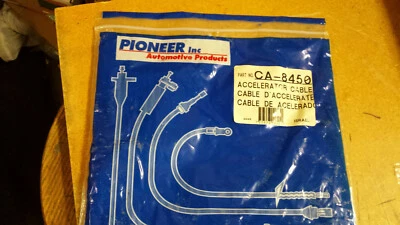 PIONEER inc
Automotive Products
PART NO. CA-8450
ACCELERATOR CABLE
CABLE D'ACCELERATE
CABLE DE ACELERADO